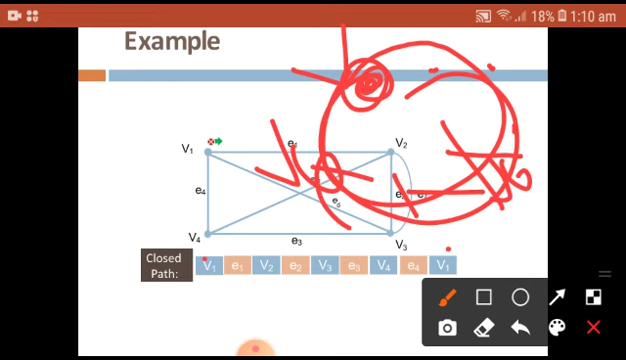 18% 1:10 am
Example
V1 e1 V2
e4 e5
V4 e3 V3
Closed Path: V1 e1 V2 e2 V3 e3 V4 e4 V1